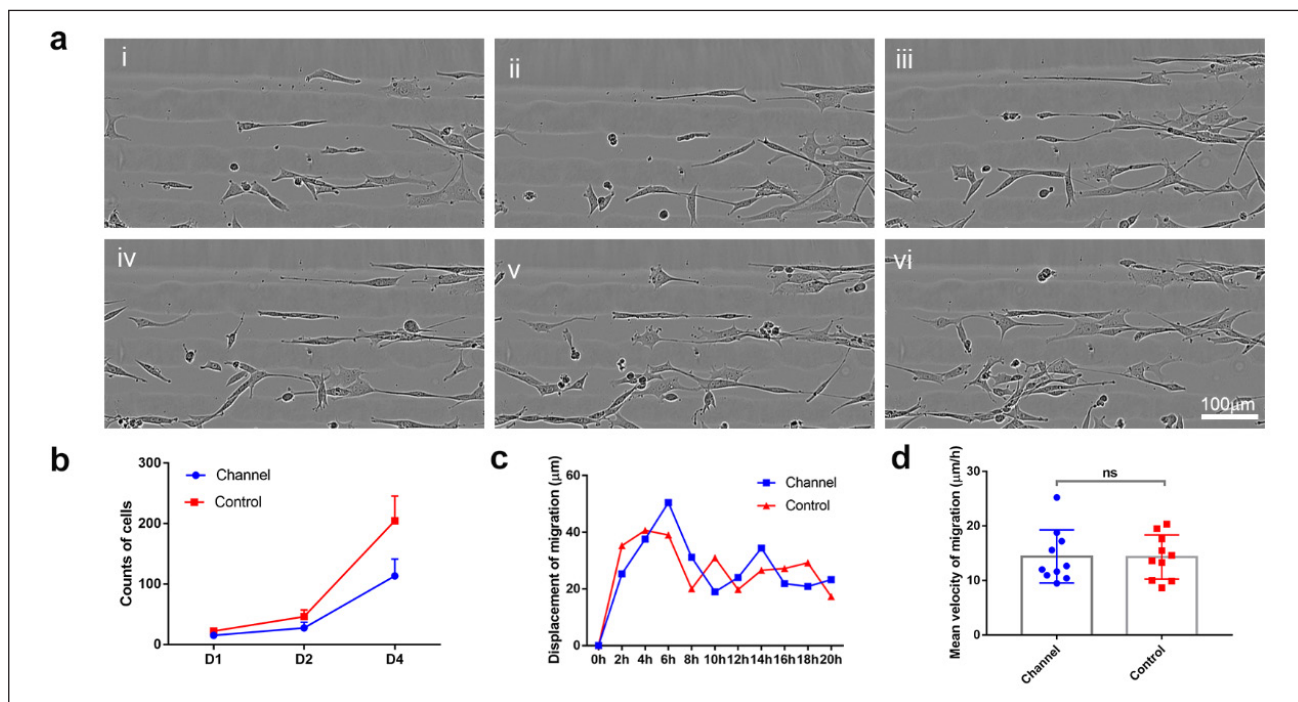 a
i
ii
iii
iv
v
vi
100μm
b
Counts of cells
300
200
100
0
Channel
Control
D1
D2
D4
c
Displacement of migration (μm)
60
40
20
0
Channel
Control
0h 2h 4h 6h 8h 10h 12h 14h 16h 18h 20h
d
Mean velocity of migration (μm/h)
30
20
10
0
ns
Channel
Control